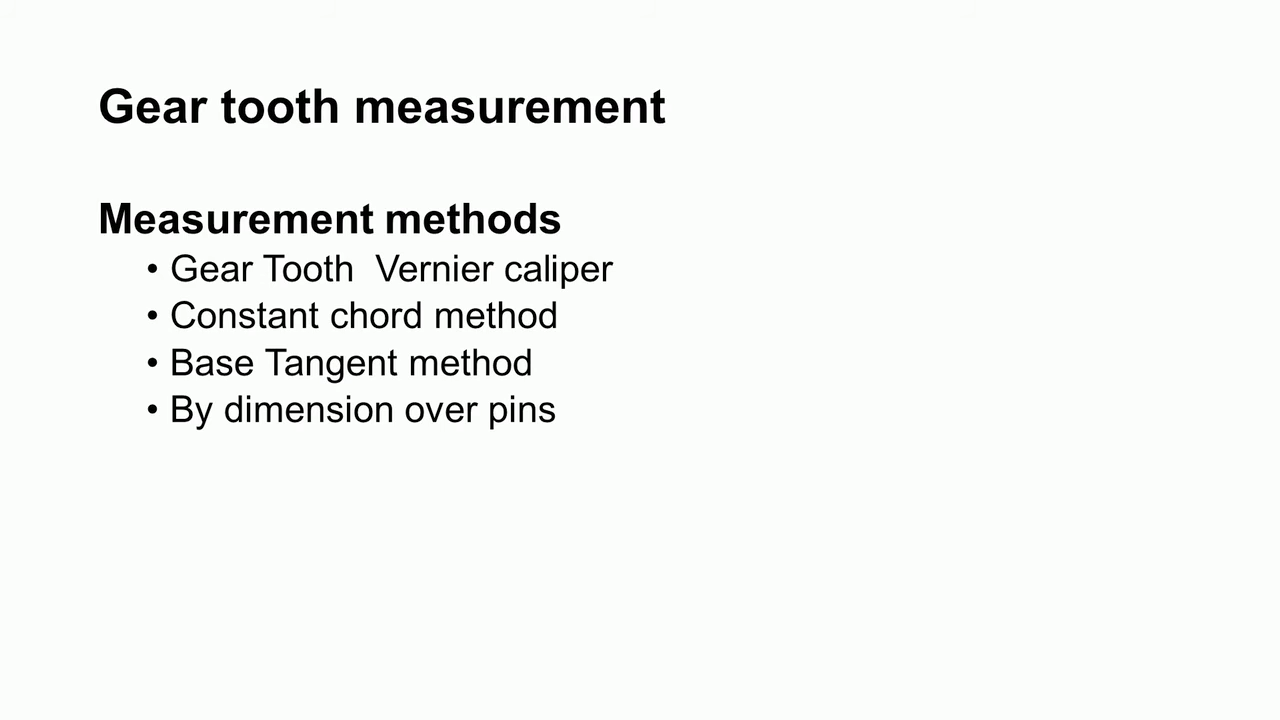 Gear tooth measurement
Measurement methods
• Gear Tooth  Vernier caliper
• Constant chord method
• Base Tangent method
• By dimension over pins